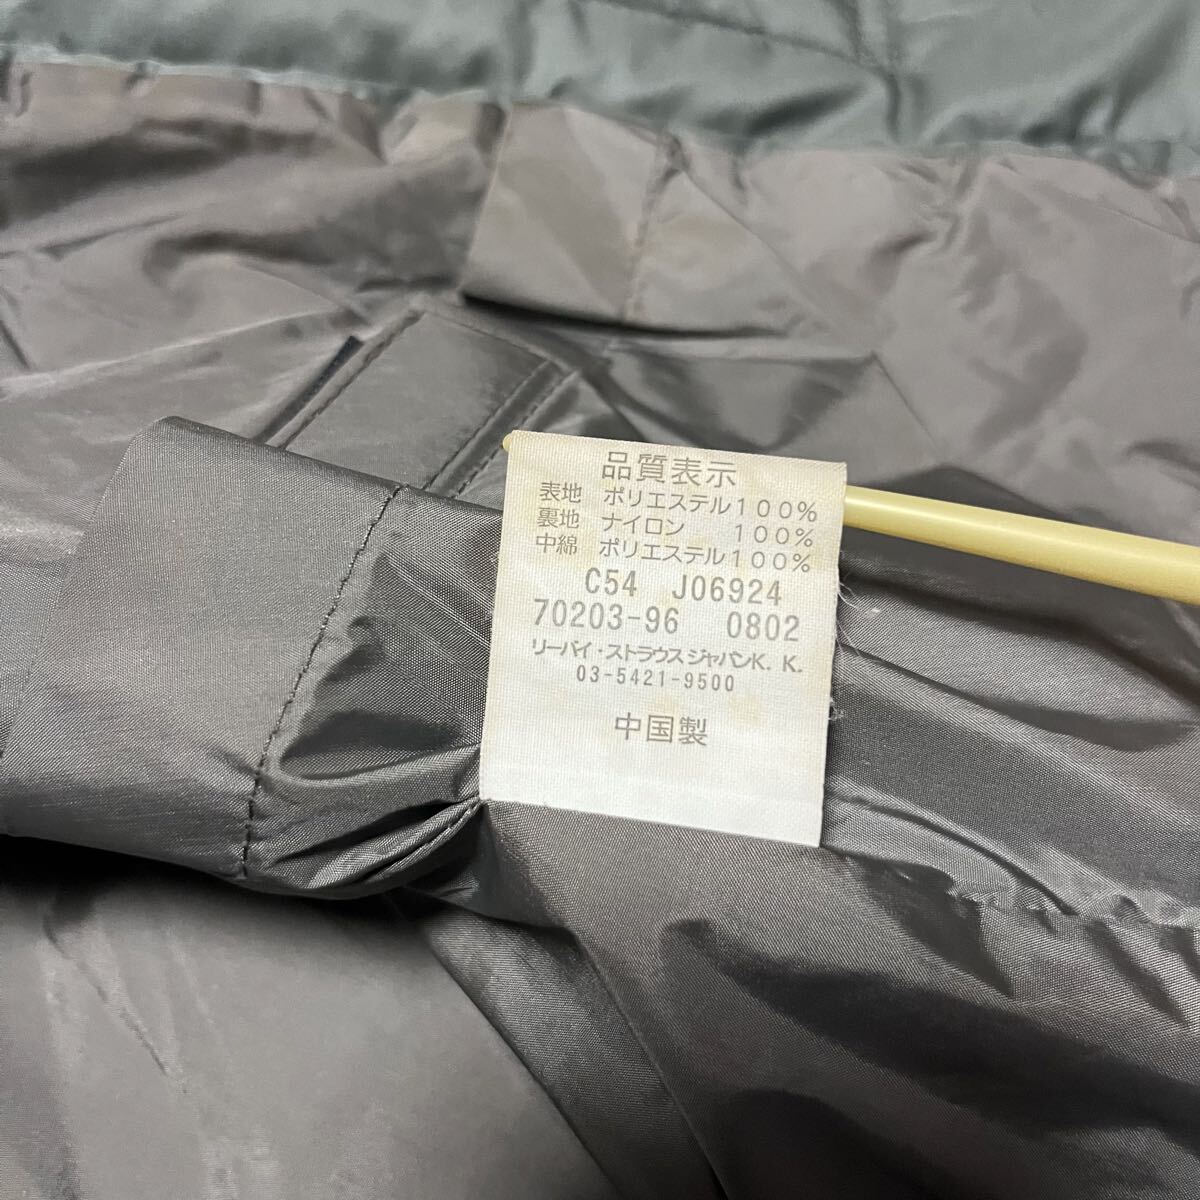 品質表示
表地 ポリエステル100%
裏地 ナイロン 100%
中綿 ポリエステル100%
C54 J06924
70203-96 0802
リーバイ・ストラウスジャパンK.K.
03-5421-9500
中国製